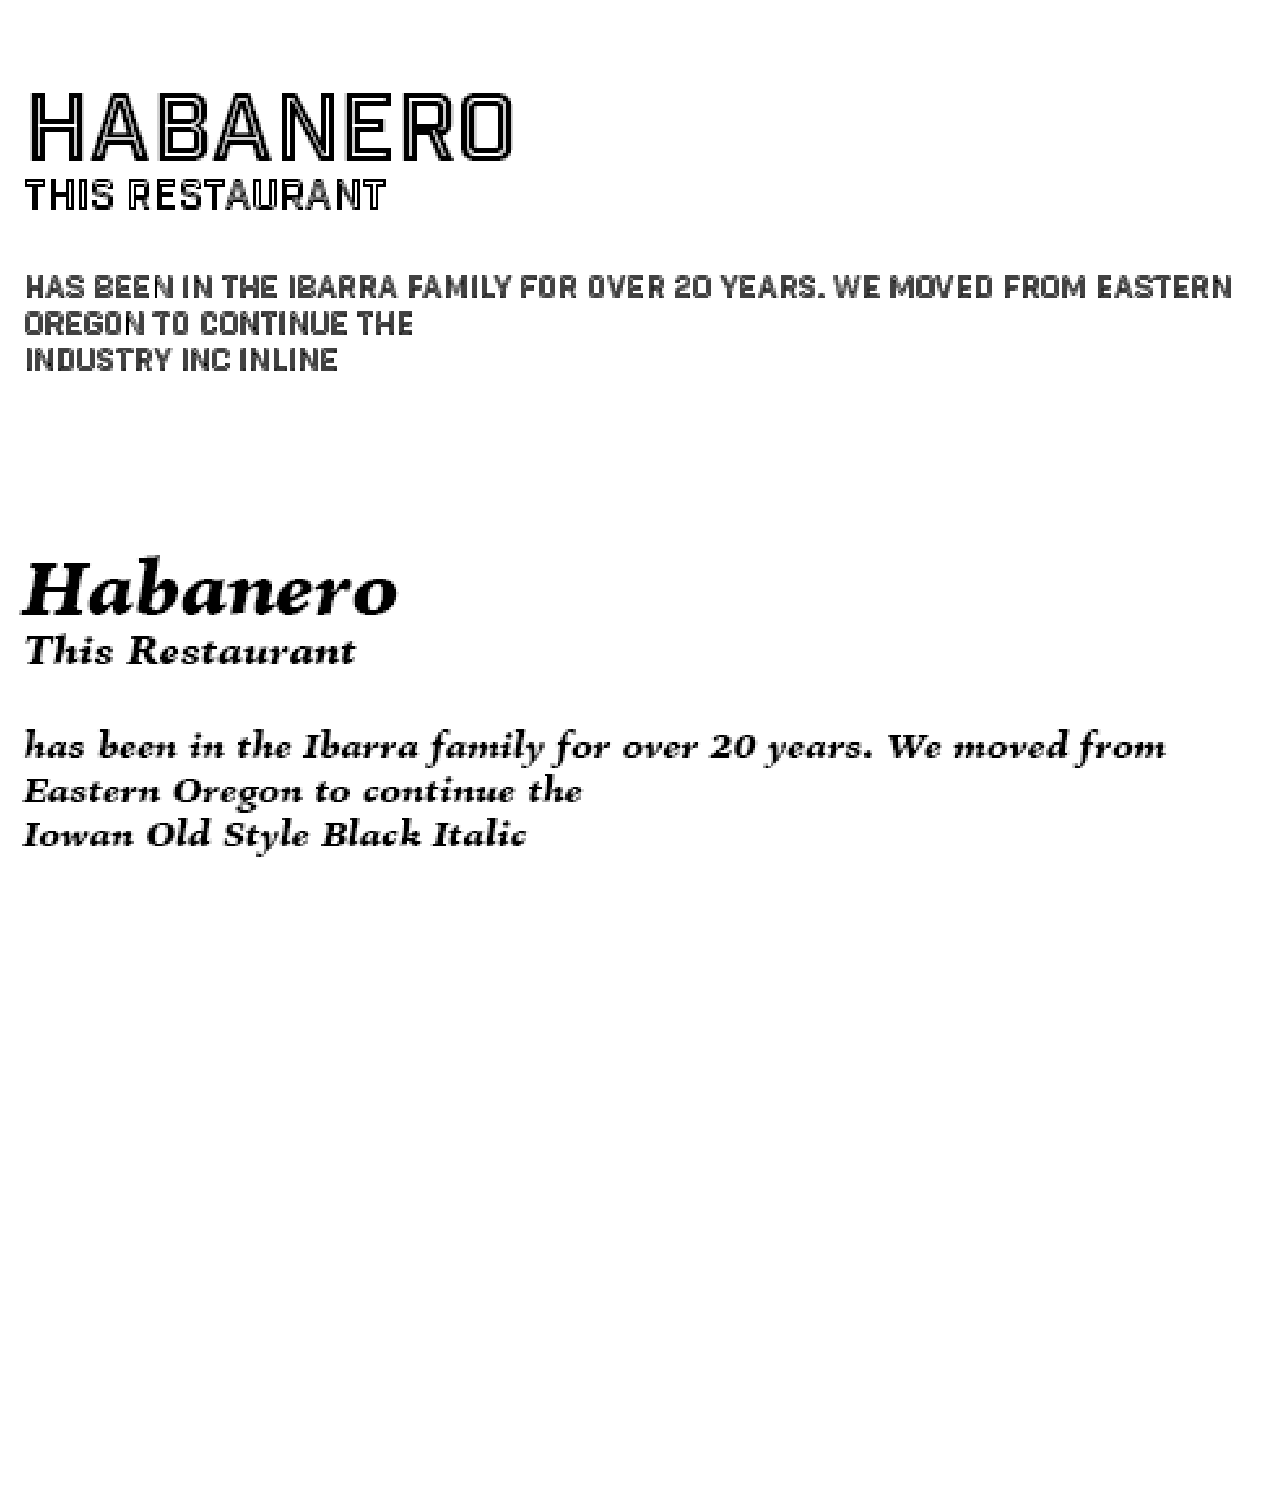 HABANERO
THIS RESTAURANT
HAS BEEN IN THE IBARRA FAMILY FOR OVER 20 YEARS. WE MOVED FROM EASTERN
OREGON TO CONTINUE THE
INDUSTRY INC INLINE
Habanero
This Restaurant
has been in the Ibarra family for over 20 years. We moved from
Eastern Oregon to continue the
Iowan Old Style Black Italic